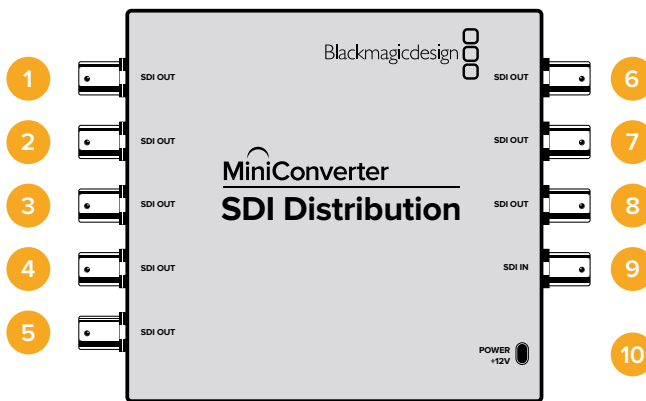 Blackmagicdesign
1
SDI OUT
SDI OUT
6
2
SDI OUT
SDI OUT
7
MiniConverter
3
SDI OUT
SDI Distribution
SDI OUT
8
4
SDI OUT
SDI IN
9
5
SDI OUT
POWER
+12V
10